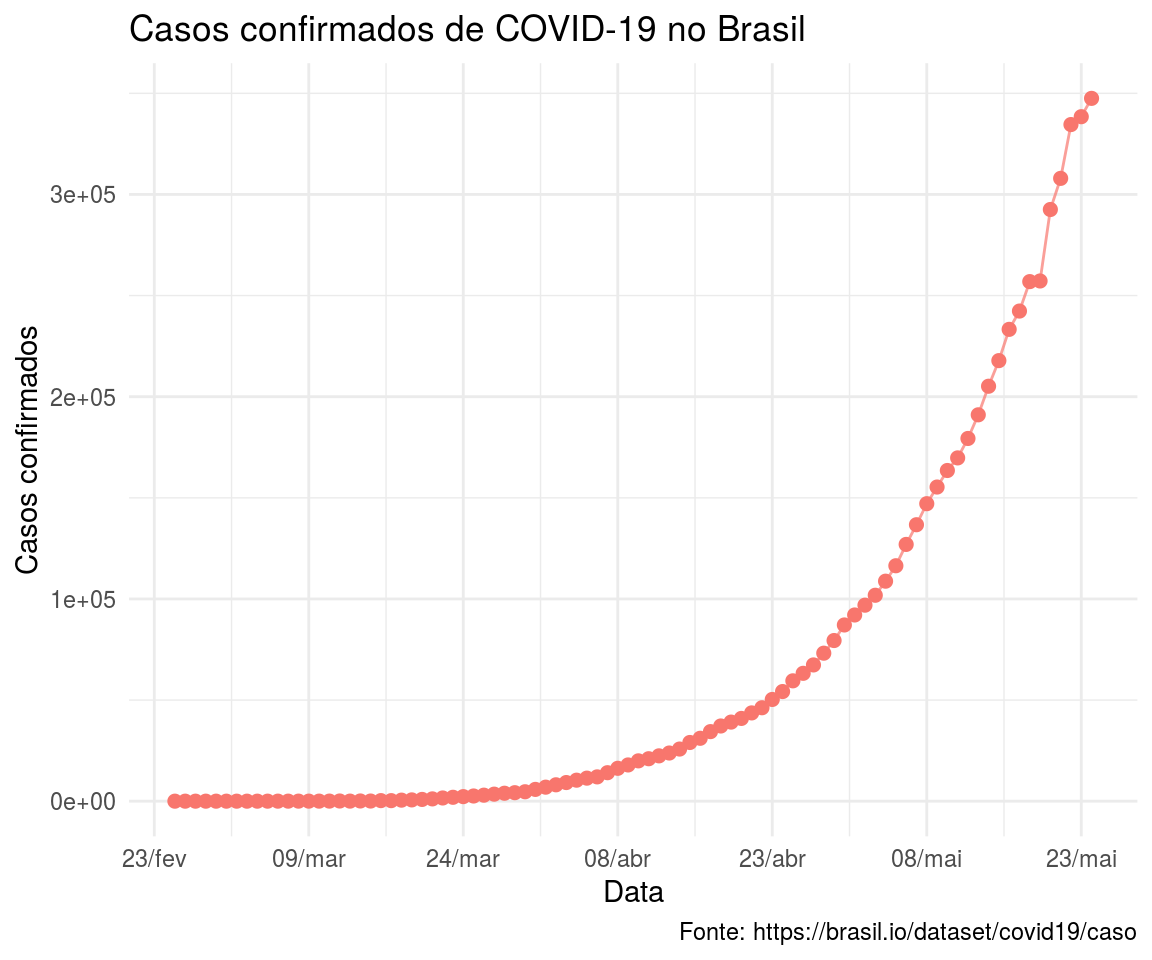 Casos confirmados de COVID-19 no Brasil
Casos confirmados
3e+05
2e+05
1e+05
0e+00
23/fev
09/mar
24/mar
08/abr
23/abr
08/mai
23/mai
Data
Fonte: https://brasil.io/dataset/covid19/caso